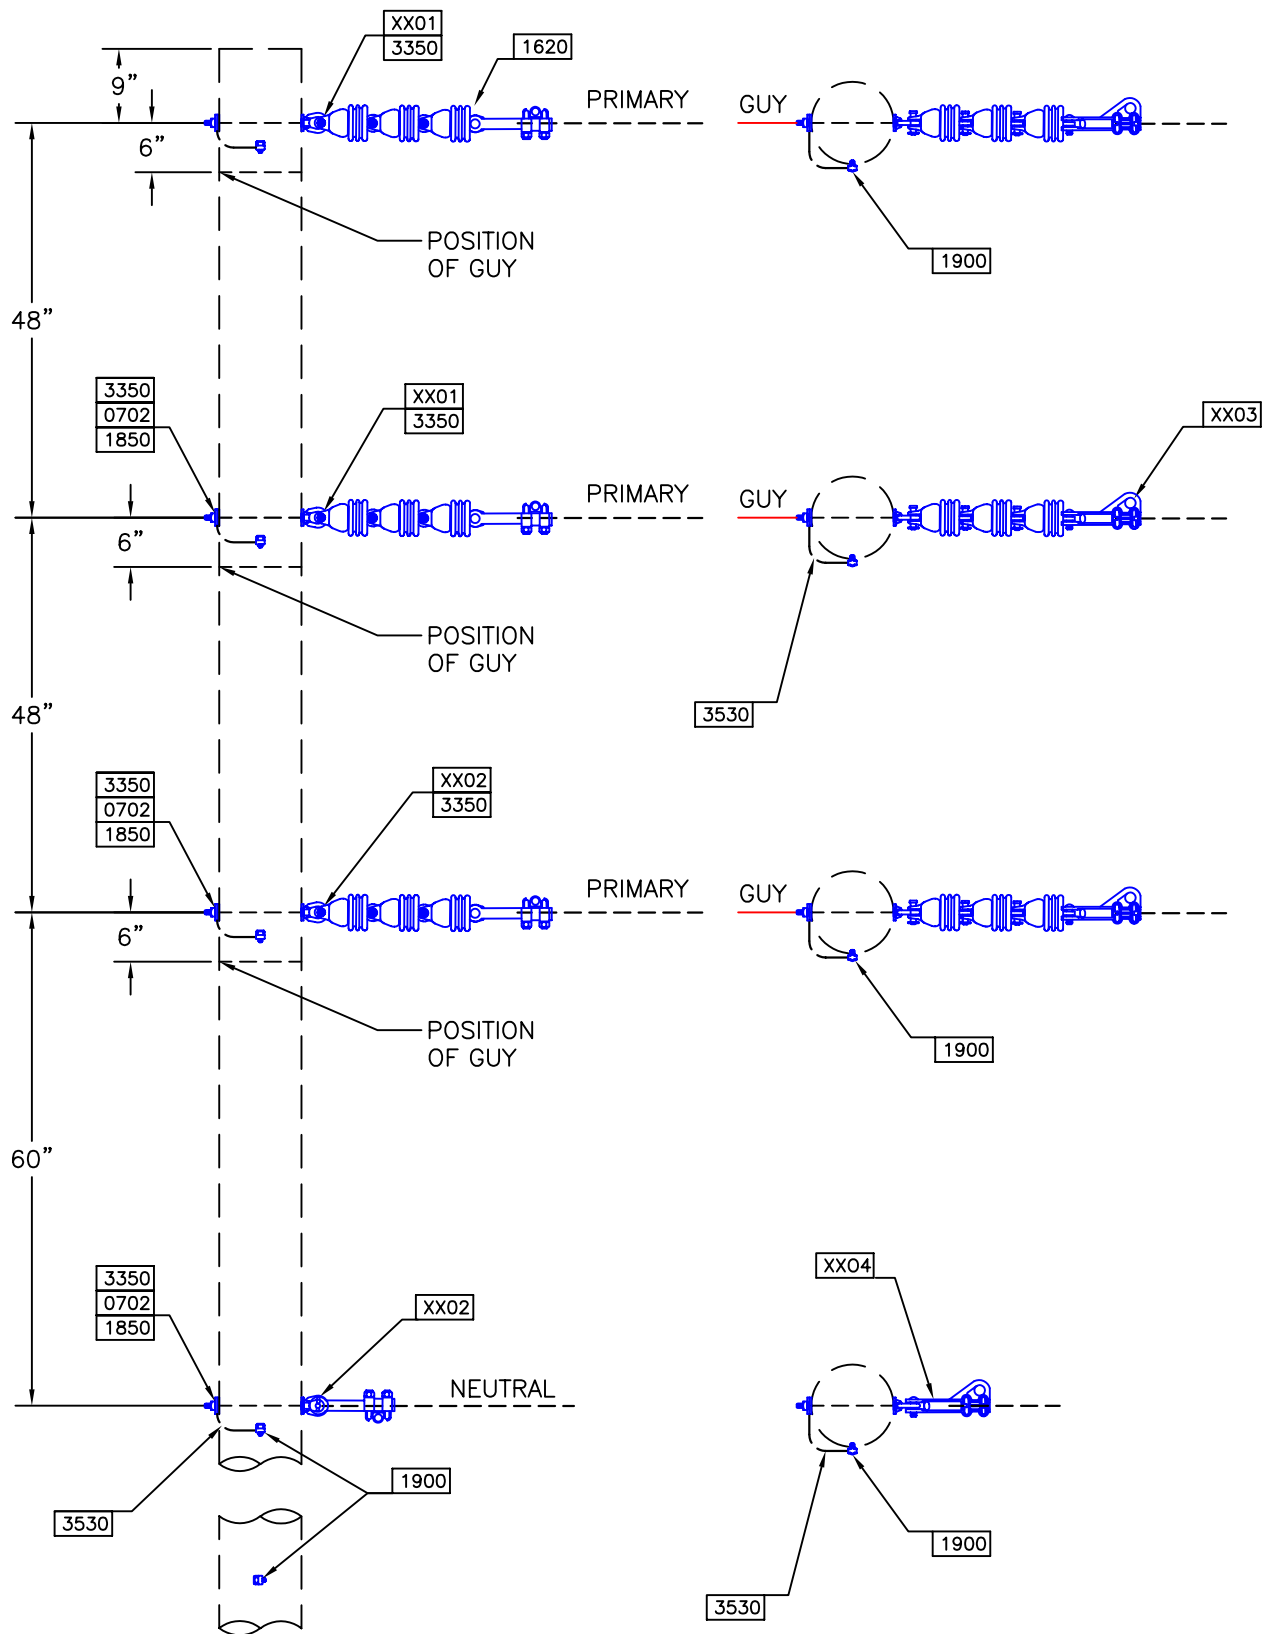 XX01
3350
1620
9”
PRIMARY
GUY
6”
POSITION
OF GUY
1900
48”
3350
0702
1850
XX01
3350
XX03
PRIMARY
GUY
6”
POSITION
OF GUY
3530
48”
3350
0702
1850
XX02
3350
PRIMARY
GUY
6”
POSITION
OF GUY
1900
60”
3350
0702
1850
XX02
XX04
NEUTRAL
1900
3530
1900
3530